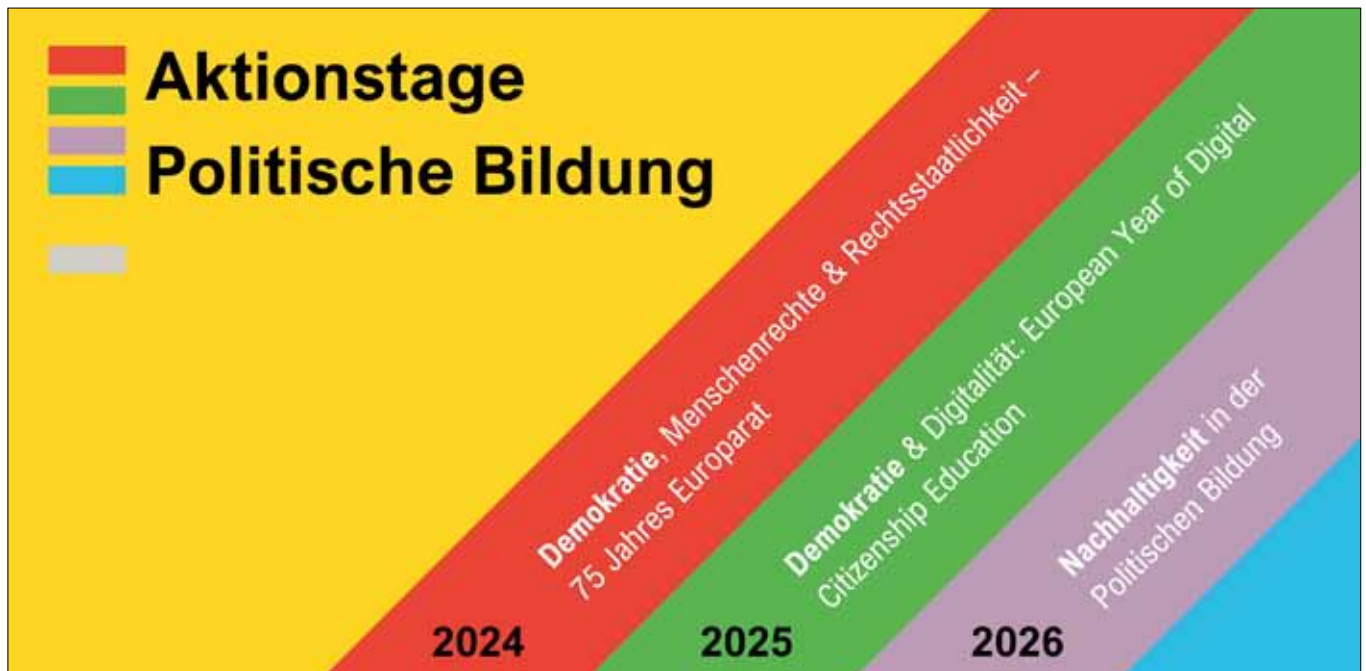 Aktionstage
Politische Bildung
Demokratie, Menschenrechte & Rechtsstaatlichkeit –
75 Jahres Europarat
2024
Demokratie & Digitalität: European Year of Digital
Citizenship Education
2025
Nachhaltigkeit in der
Politischen Bildung
2026